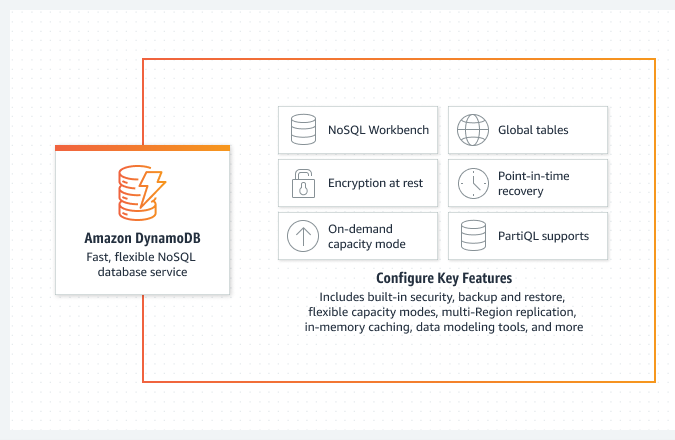 Amazon DynamoDB
Fast, flexible NoSQL
database service
NoSQL Workbench
Global tables
Encryption at rest
Point-in-time
recovery
On-demand
capacity mode
PartiQL supports
Configure Key Features
Includes built-in security, backup and restore,
flexible capacity modes, multi-Region replication,
in-memory caching, data modeling tools, and more